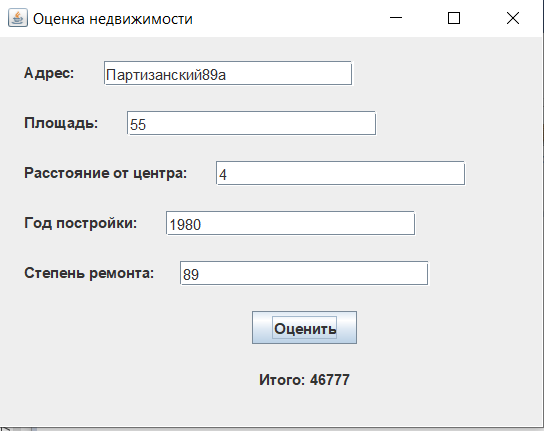 Оценка недвижимости
Адрес: Партизанский89а
Площадь: 55
Расстояние от центра: 4
Год постройки: 1980
Степень ремонта: 89
Оценить
Итого: 46777